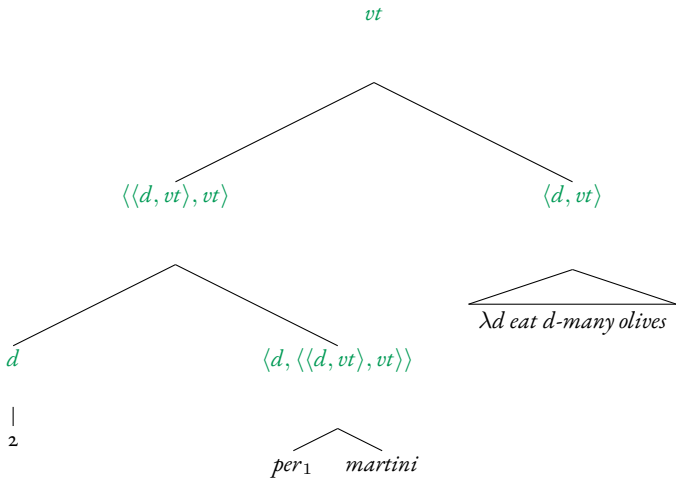 vt
⟨⟨d, vt⟩, vt⟩ ⟨d, vt⟩
λd eat d-many olives
d ⟨d, ⟨⟨d, vt⟩, vt⟩⟩
2
per₁ martini